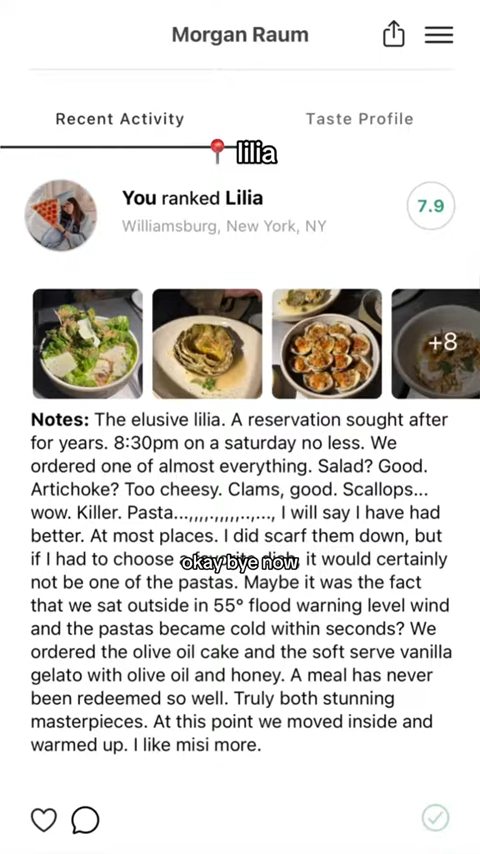 Morgan Raum
Recent Activity
Taste Profile
lilia
You ranked Lilia
Williamsburg, New York, NY
7.9
+8
Notes: The elusive lilia. A reservation sought after
for years. 8:30pm on a saturday no less. We
ordered one of almost everything. Salad? Good.
Artichoke? Too cheesy. Clams, good. Scallops...
wow. Killer. Pasta...,,,,.,,,,,..,..., I will say I have had
better. At most places. I did scarf them down, but
if I had to choose a favorite dish, it would certainly
okay bye now
not be one of the pastas. Maybe it was the fact
that we sat outside in 55° flood warning level wind
and the pastas became cold within seconds? We
ordered the olive oil cake and the soft serve vanilla
gelato with olive oil and honey. A meal has never
been redeemed so well. Truly both stunning
masterpieces. At this point we moved inside and
warmed up. I like misi more.